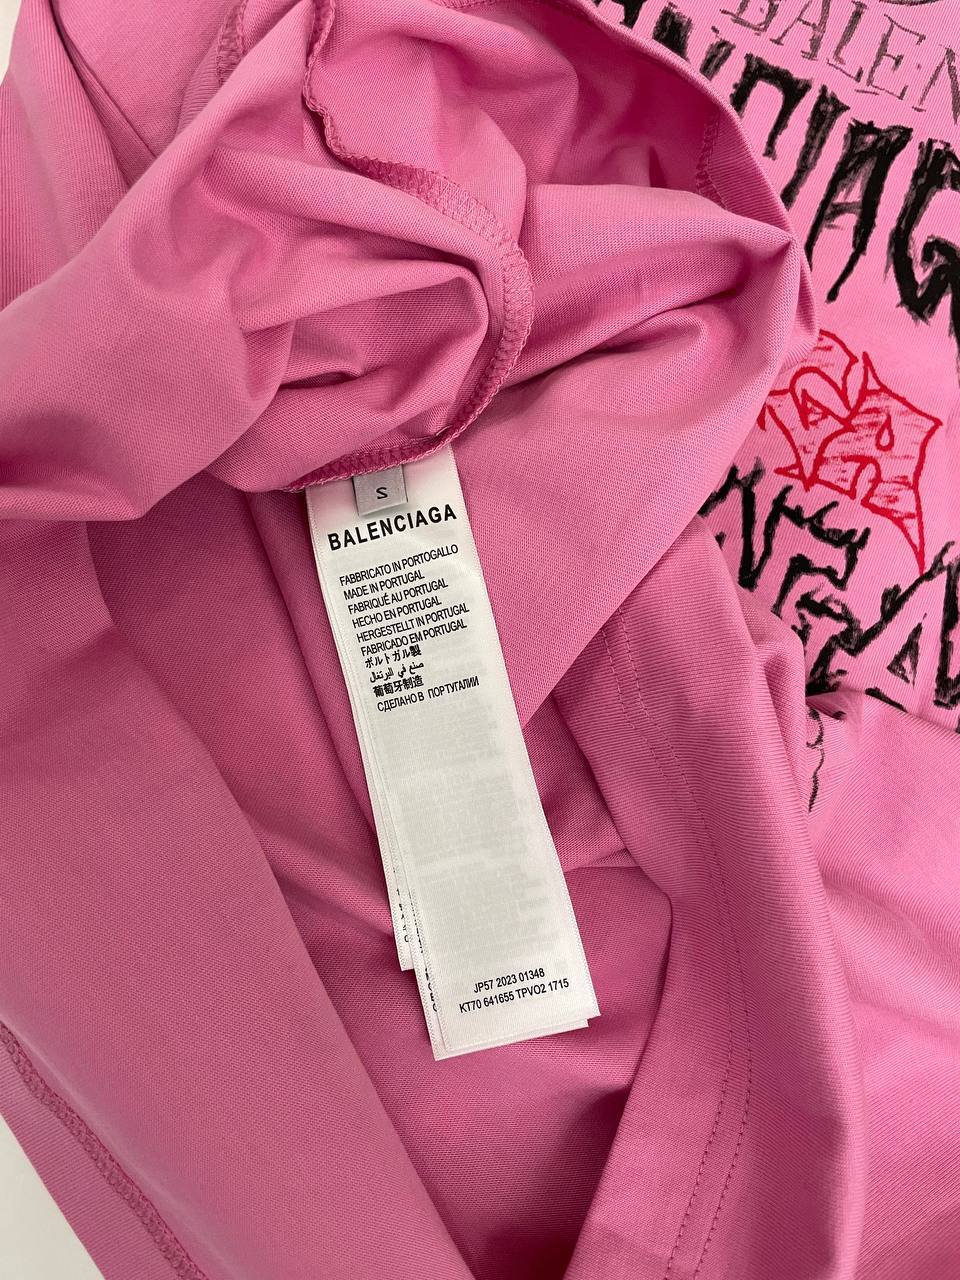 BALEN
S
BALENCIAGA
FABBRICATO IN PORTOGALLO
MADE IN PORTUGAL
FABRIQUÉ AU PORTUGAL
HECHO EN PORTUGAL
HERGESTELLT IN PORTUGAL
FABRICADO EM PORTUGAL
ポルトガル製
صنع في البرتغال
葡萄牙制造
СДЕЛАНО В ПОРТУГАЛИИ
JP57 2023 01348
KT70 641655 TPVO2 1715